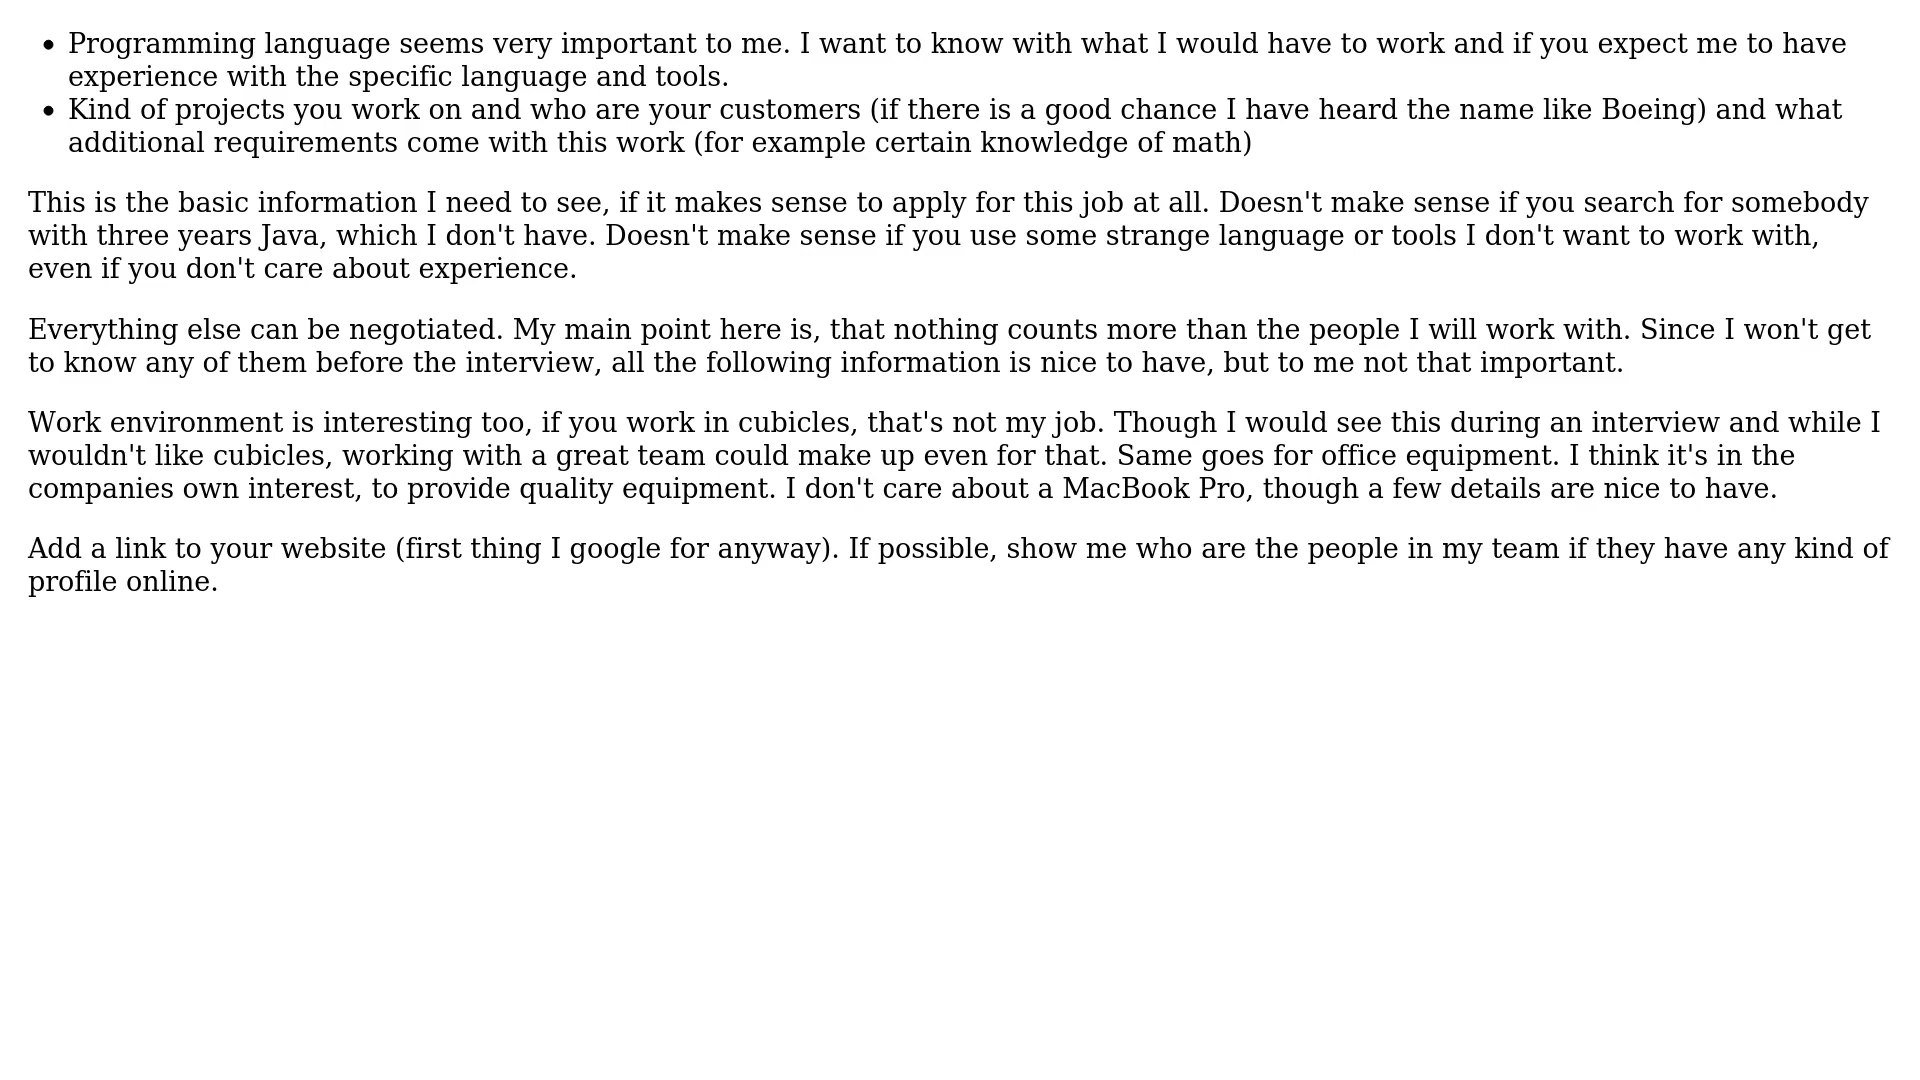 • Programming language seems very important to me. I want to know with what I would have to work and if you expect me to have
experience with the specific language and tools.
• Kind of projects you work on and who are your customers (if there is a good chance I have heard the name like Boeing) and what
additional requirements come with this work (for example certain knowledge of math)
This is the basic information I need to see, if it makes sense to apply for this job at all. Doesn't make sense if you search for somebody
with three years Java, which I don't have. Doesn't make sense if you use some strange language or tools I don't want to work with,
even if you don't care about experience.
Everything else can be negotiated. My main point here is, that nothing counts more than the people I will work with. Since I won't get
to know any of them before the interview, all the following information is nice to have, but to me not that important.
Work environment is interesting too, if you work in cubicles, that's not my job. Though I would see this during an interview and while I
wouldn't like cubicles, working with a great team could make up even for that. Same goes for office equipment. I think it's in the
companies own interest, to provide quality equipment. I don't care about a MacBook Pro, though a few details are nice to have.
Add a link to your website (first thing I google for anyway). If possible, show me who are the people in my team if they have any kind of
profile online.